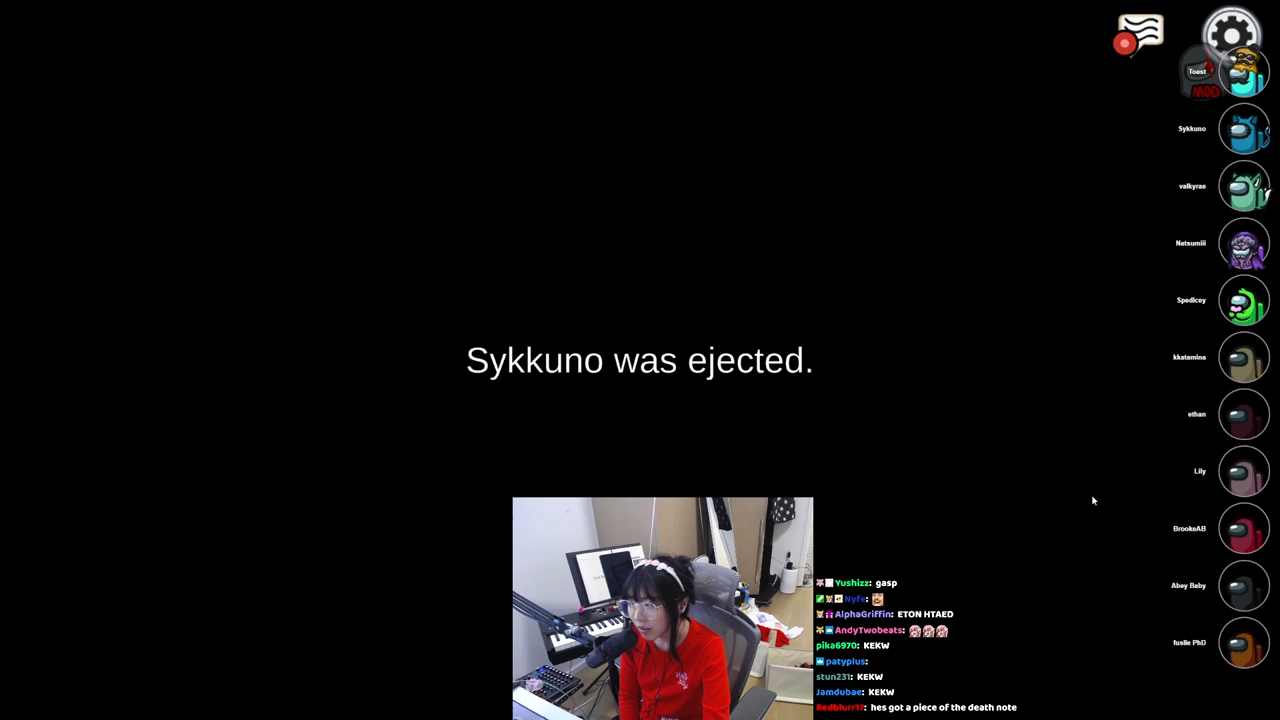 Toast
MOD
Sykkuno
valkyrae
Natsumiii
Spedicey
kkatamina
ethan
Lily
BrookeAB
Abey Baby
fuslie PhD
Sykkuno was ejected.
Yushizz: gasp
Nyfe:
AlphaGriffin: ETON HTAED
AndyTwobeats:
pika6970: KEKW
patyplus:
stun231: KEKW
Jamdubae: KEKW
Redblurr17: hes got a piece of the death note